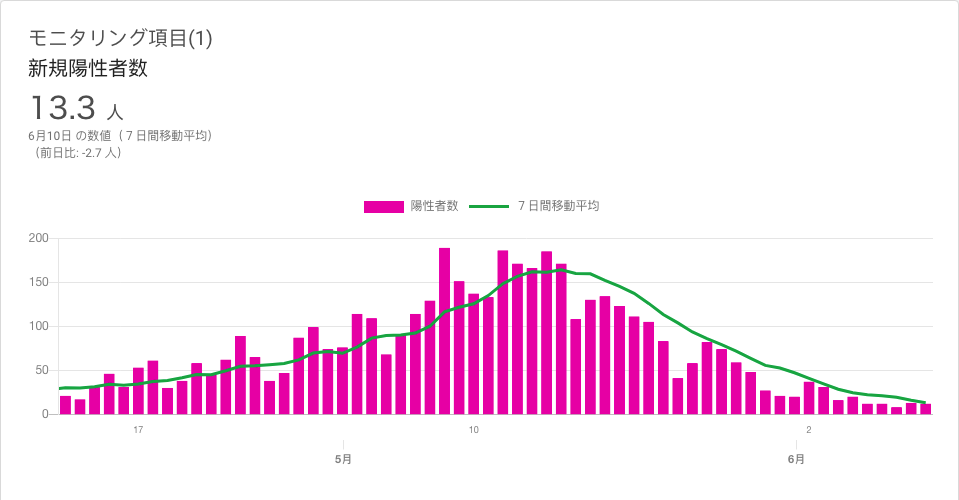 モニタリング項目(1)
新規陽性者数
13.3 人
6月10日 の数値（７日間移動平均）
（前日比: -2.7 人）
陽性者数 ７日間移動平均
200
150
100
50
0
17 10 2
5月 6月